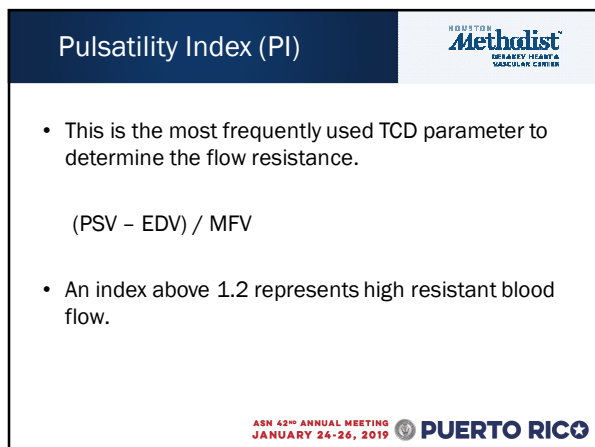 Pulsatility Index (PI)
HOUSTON
Methodist
DEBAKEY HEART &
VASCULAR CENTER
• This is the most frequently used TCD parameter to
determine the flow resistance.
(PSV – EDV) / MFV
• An index above 1.2 represents high resistant blood
flow.
ASN 42ND ANNUAL MEETING
JANUARY 24-26, 2019
PUERTO RICO